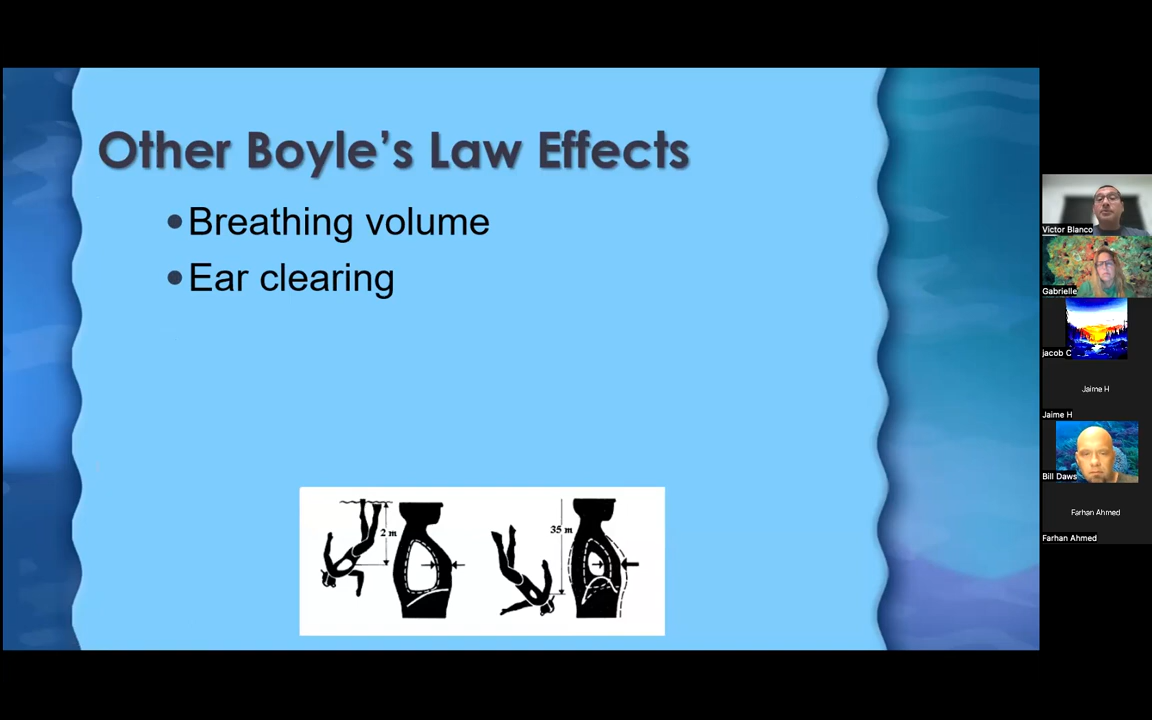 Other Boyle's Law Effects
•Breathing volume
•Ear clearing
2 m
35 m
Victor Blanco
Gabrielle
jacob C
Jaime H
Jaime H
Bill Daws
Farhan Ahmed
Farhan Ahmed